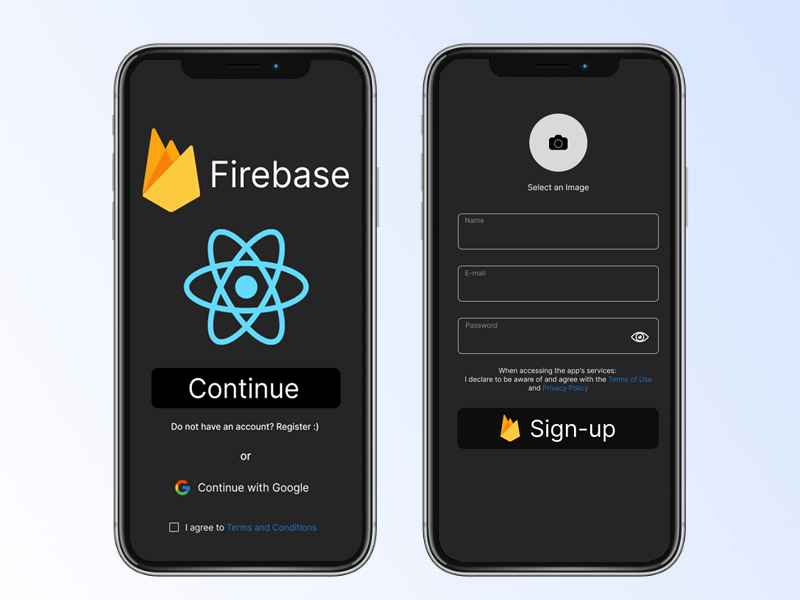 Firebase
Continue
Do not have an account? Register :)
or
Continue with Google
I agree to Terms and Conditions
Select an Image
Name
E-mail
Password
When accessing the app's services:
I declare to be aware of and agree with the Terms of Use
and Privacy Policy
Sign-up